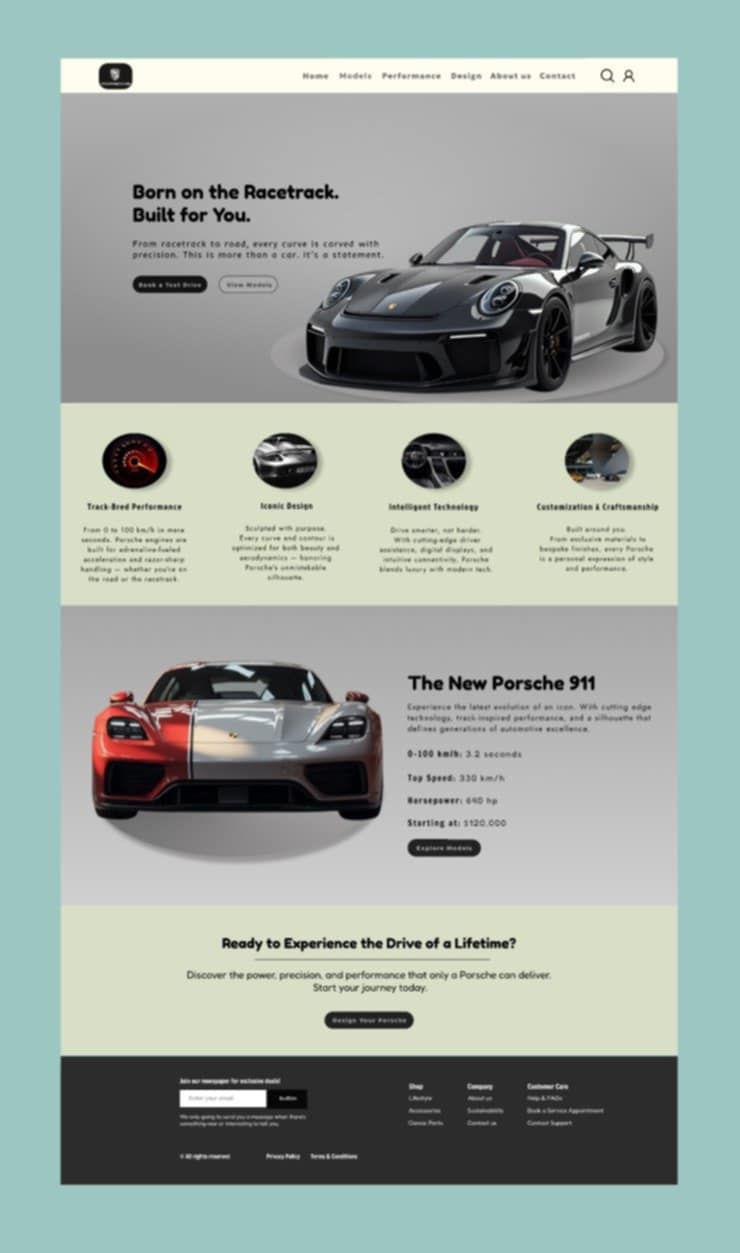 Home Models Performance Design About us Contact
Born on the Racetrack.
Built for You.
From racetrack to road, every curve is carved with
precision. This is more than a car. It's a statement.
Book a Test Drive View Models
Track-Bred Performance
From 0 to 100 km/h in mere
seconds. Porsche engines are
built for adrenaline-fueled
acceleration and razor-sharp
handling — whether you're on
the road or the racetrack.
Iconic Design
Sculpted with purpose.
Every curve and contour is
optimized for both beauty and
aerodynamics — honoring
Porsche's unmistakable
silhouette.
Intelligent Technology
Drive smarter, not harder.
With cutting-edge driver
assistance, digital displays, and
intuitive connectivity, Porsche
blends luxury with modern tech.
Customization & Craftsmanship
Built around you.
From exclusive materials to
bespoke finishes, every Porsche
is a personal expression of style
and performance.
The New Porsche 911
Experience the latest evolution of an icon. With cutting edge
technology, track-inspired performance, and a silhouette that
defines generations of automotive excellence.
0-100 km/h: 3.2 seconds
Top Speed: 330 km/h
Horsepower: 640 hp
Starting at: $120,000
Explore Models
Ready to Experience the Drive of a Lifetime?
Discover the power, precision, and performance that only a Porsche can deliver.
Start your journey today.
Design Your Porsche
Join our newspaper for exclusive deals!
Enter your email
button
We only going to send you a message when there's
something new or interesting to tell you.
© All rights reserved Privacy Policy Terms & Conditions
Shop
Lifestyle
Accessories
Classic Parts
Company
About us
Sustainability
Contact us
Customer Care
Help & FAQs
Book a Service Appointment
Contact Support